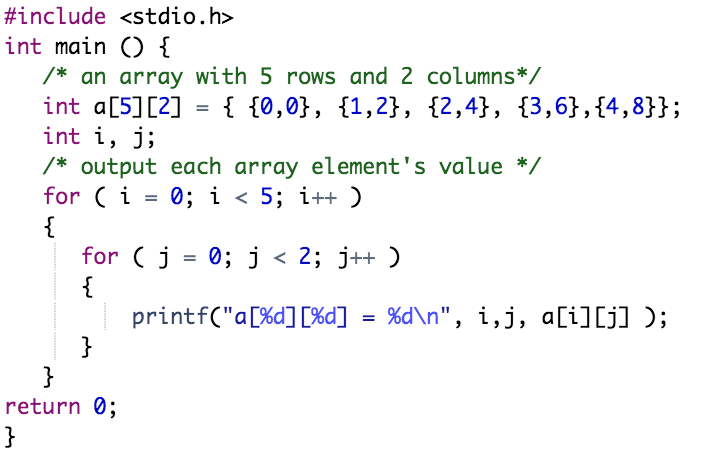 #include <stdio.h>
int main () {
/* an array with 5 rows and 2 columns*/
int a[5][2] = { {0,0}, {1,2}, {2,4}, {3,6},{4,8}};
int i, j;
/* output each array element's value */
for ( i = 0; i < 5; i++ )
{
for ( j = 0; j < 2; j++ )
{
printf("a[%d][%d] = %d\n", i,j, a[i][j] );
}
}
return 0;
}